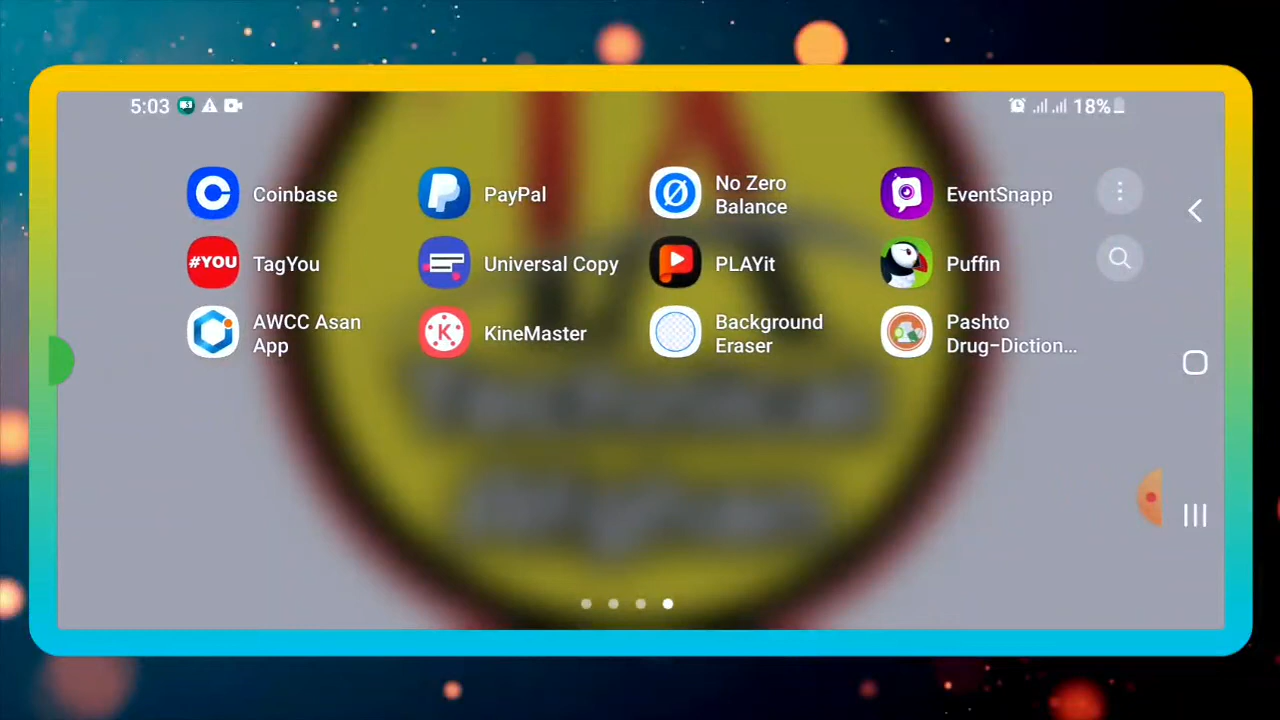 5:03
18%
Coinbase
PayPal
No Zero
Balance
EventSnapp
#YOU
TagYou
Universal Copy
PLAYit
Puffin
AWCC Asan
App
K
KineMaster
Background
Eraser
Pashto
Drug-Diction...